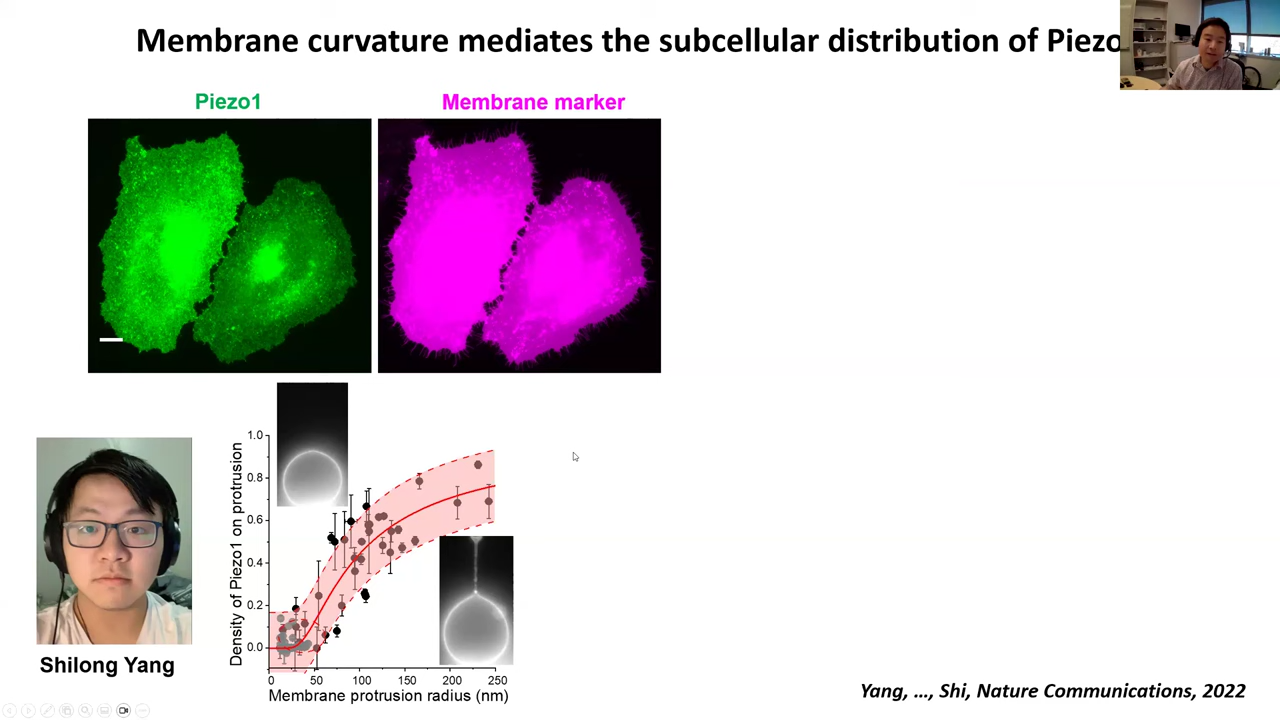 Membrane curvature mediates the subcellular distribution of Piezo
Piezo1
Membrane marker
Density of Piezo1 on protrusion
1.0
0.8
0.6
0.4
0.2
0.0
0 50 100 150 200 250
Membrane protrusion radius (nm)
Shilong Yang
Yang, ..., Shi, Nature Communications, 2022